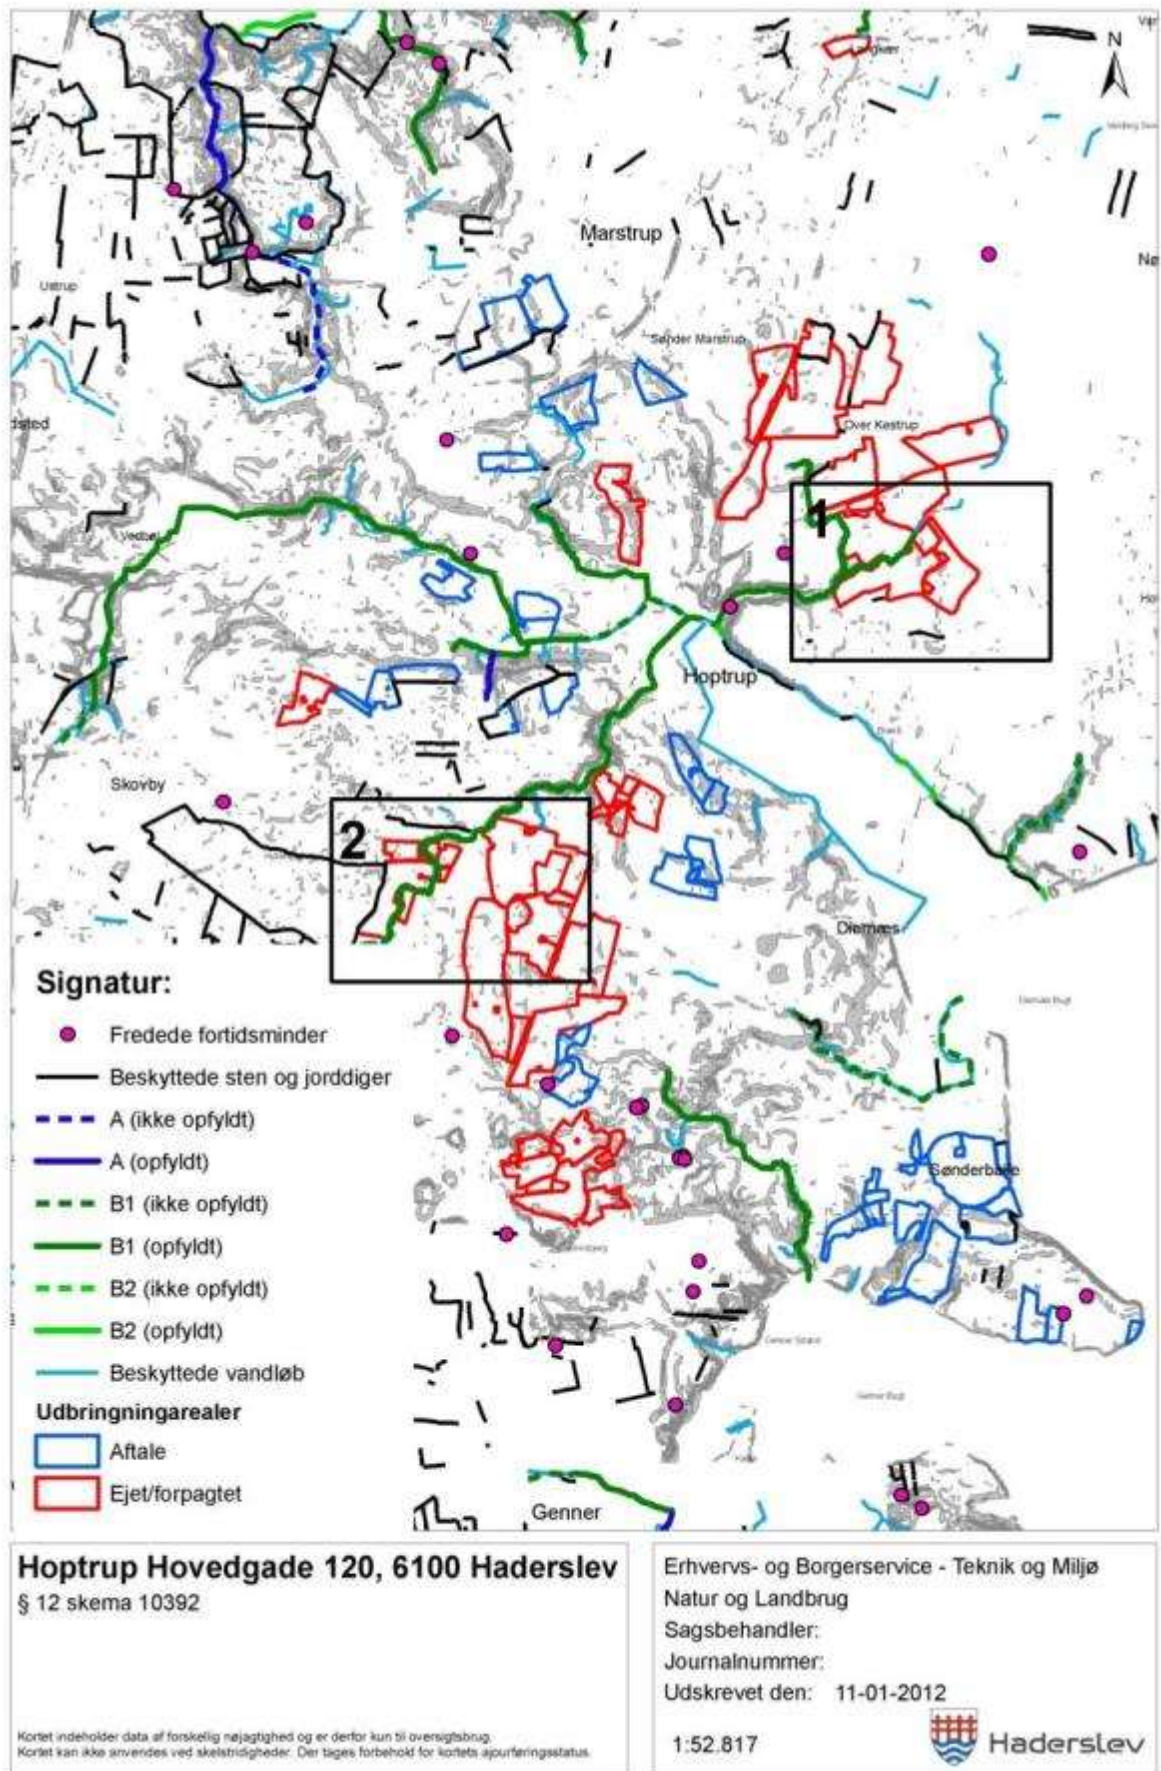 N
Marstrup
Ustrup
Sønder Marstrup
dsted
Over Kestrup
1
Hoptrup
Skovby
2
Diernæs
Signatur:
Fredede fortidsminder
Beskyttede sten og jorddiger
A (ikke opfyldt)
A (opfyldt)
B1 (ikke opfyldt)
B1 (opfyldt)
B2 (ikke opfyldt)
B2 (opfyldt)
Beskyttede vandløb
Udbringningarealer
Aftale
Ejet/forpagtet
Sønderballe
Genner
Hoptrup Hovedgade 120, 6100 Haderslev
§ 12 skema 10392
Kortet indeholder data af forskellig nøjagtighed og er derfor kun til oversigtsbrug.
Kortet kan ikke anvendes ved skelstridigheder. Der tages forbehold for kortets ajourføringsstatus.
Erhvervs- og Borgerservice - Teknik og Miljø
Natur og Landbrug
Sagsbehandler:
Journalnummer:
Udskrevet den: 11-01-2012
1:52.817
Haderslev